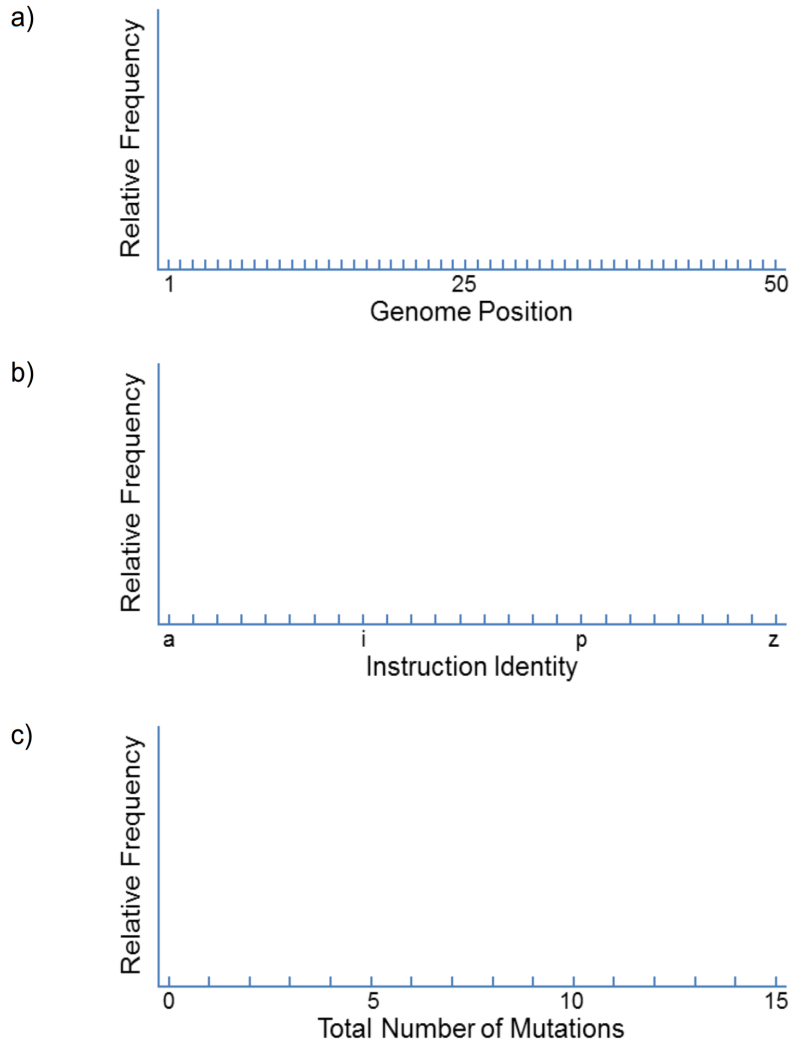 a)
Relative Frequency
1 25 50
Genome Position
b)
Relative Frequency
a i p z
Instruction Identity
c)
Relative Frequency
0 5 10 15
Total Number of Mutations